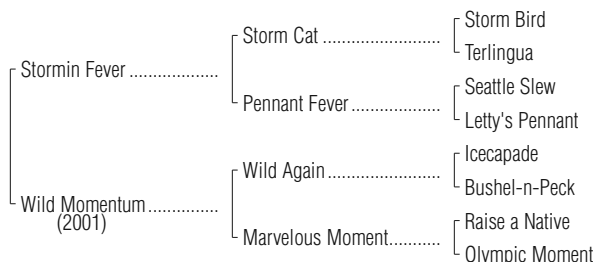 Storm Bird
Storm Cat ........................
Terlingua
Stormin Fever ..................
Seattle Slew
Pennant Fever ..................
Letty's Pennant
Icecapade
Wild Again ......................
Bushel-n-Peck
Wild Momentum ..............
(2001)
Raise a Native
Marvelous Moment ..........
Olympic Moment